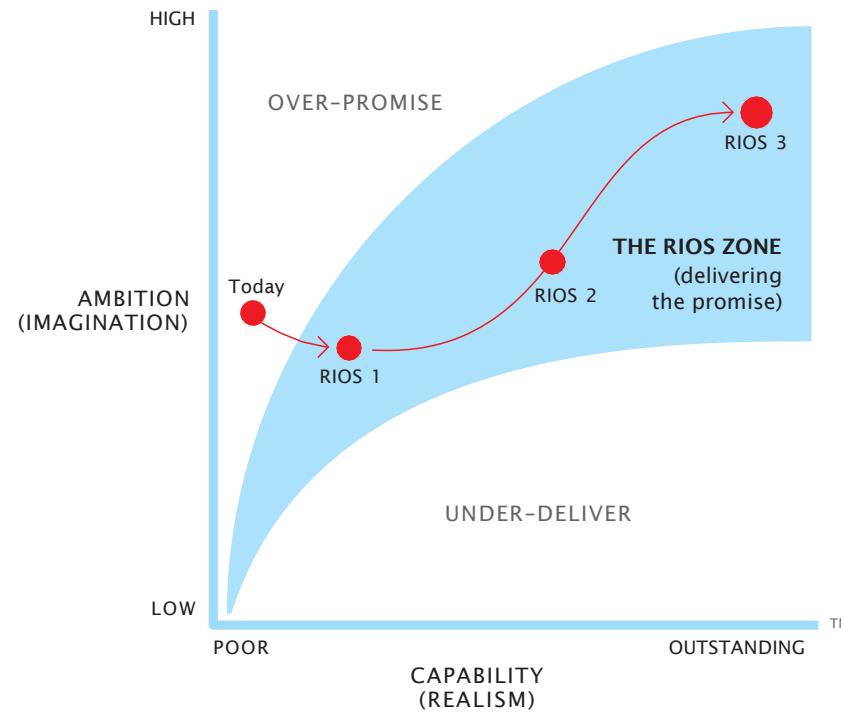 HIGH
OVER-PROMISE
RIOS 3
THE RIOS ZONE
(delivering
the promise)
Today
AMBITION
(IMAGINATION)
RIOS 2
RIOS 1
UNDER-DELIVER
LOW
POOR
OUTSTANDING
CAPABILITY
(REALISM)